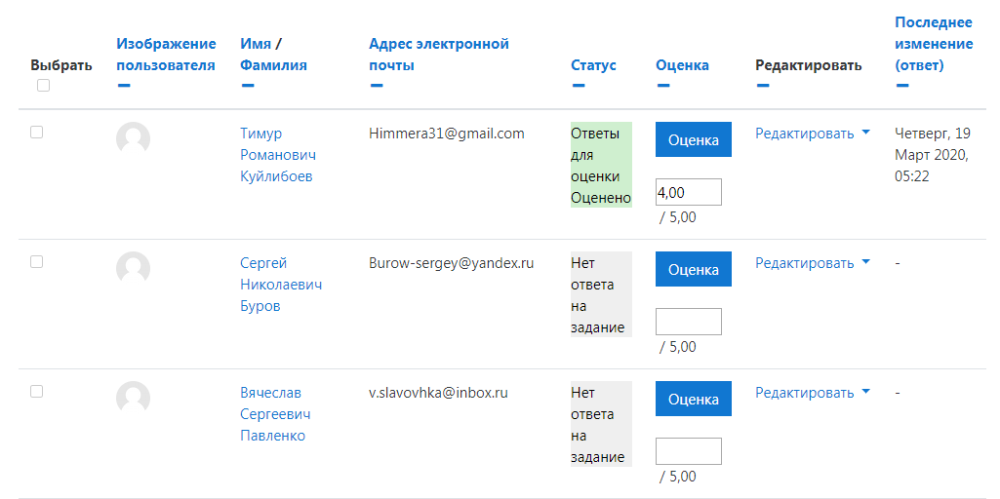 Выбрать
Изображение
пользователя
Имя /
Фамилия
Адрес электронной
почты
Статус
Оценка
Редактировать
Последнее
изменение
(ответ)
Тимур
Романович
Куйлибоев
Himmera31@gmail.com
Ответы
для
оценки
Оценено
Оценка
4,00
/ 5,00
Редактировать
Четверг, 19
Март 2020,
05:22
Сергей
Николаевич
Буров
Burow-sergey@yandex.ru
Нет
ответа
на
задание
Оценка
/ 5,00
Редактировать
-
Вячеслав
Сергеевич
Павленко
v.slavovhka@inbox.ru
Нет
ответа
на
задание
Оценка
/ 5,00
Редактировать
-